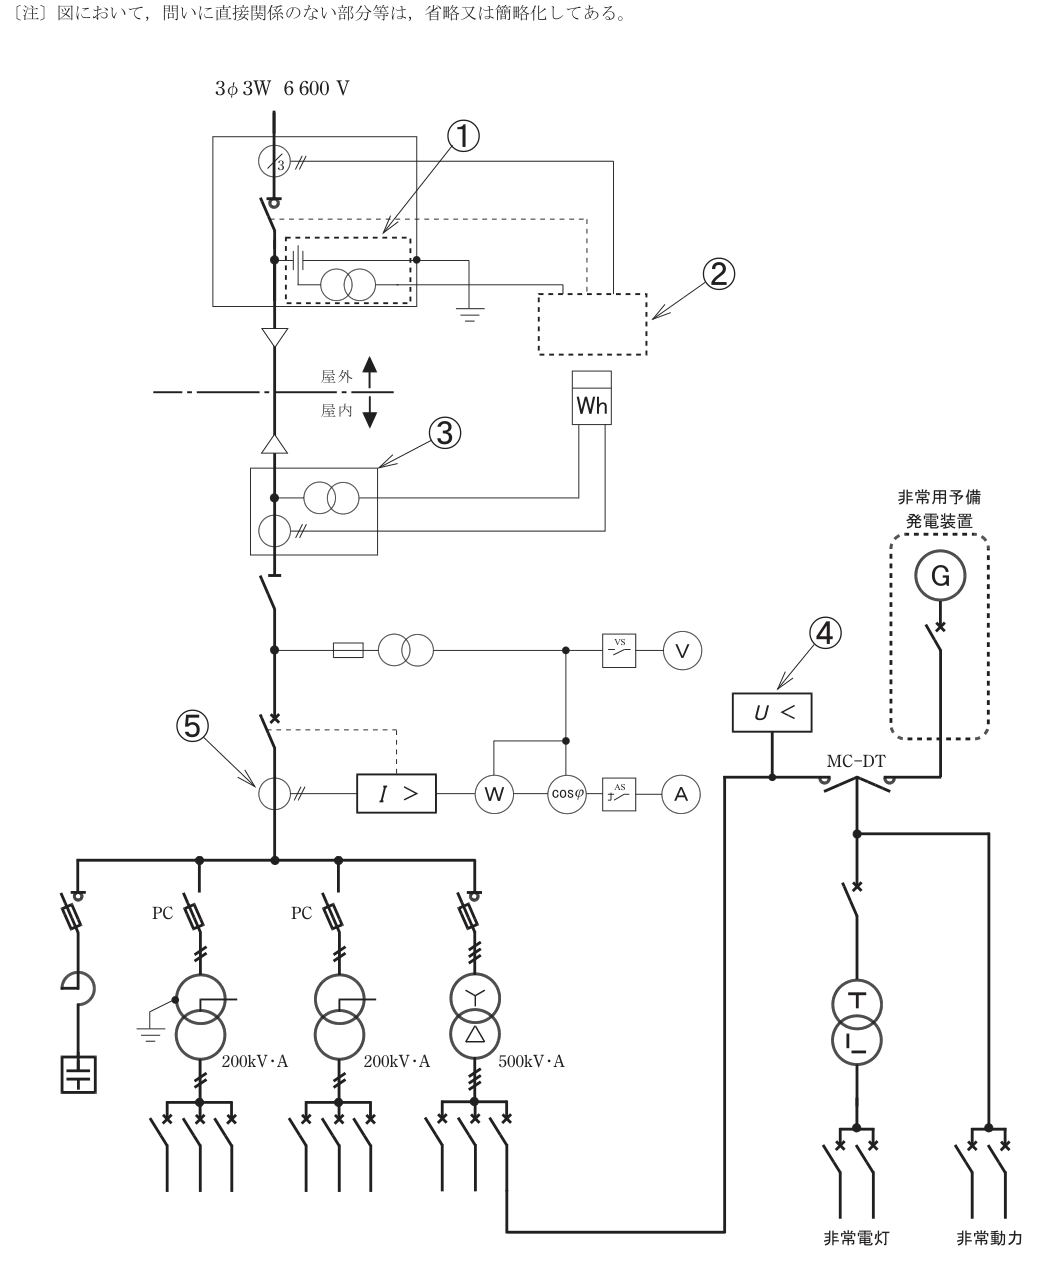 〔注〕図において，問いに直接関係のない部分等は，省略又は簡略化してある。
3φ3W 6 600 V
①
3
②
屋外
屋内
Wh
③
非常用予備
発電装置
G
④
VS
V
U <
⑤
MC-DT
I >
W
cosφ
AS
A
PC
PC
T
200kV･A
200kV･A
500kV･A
非常電灯
非常動力